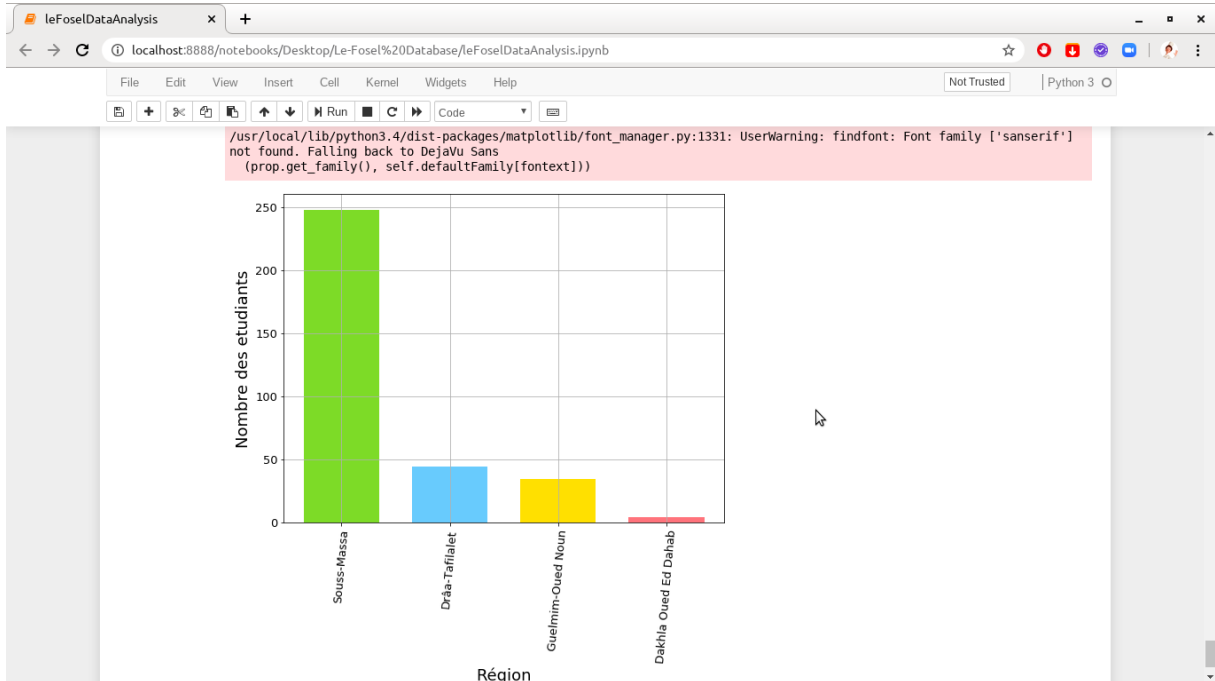 leFoselDataAnalysis
localhost:8888/notebooks/Desktop/Le-Fosel%20Database/leFoselDataAnalysis.ipynb
File Edit View Insert Cell Kernel Widgets Help Not Trusted Python 3
Run Code
/usr/local/lib/python3.4/dist-packages/matplotlib/font_manager.py:1331: UserWarning: findfont: Font family ['sanserif']
not found. Falling back to DejaVu Sans
(prop.get_family(), self.defaultFamily[fontext]))
250
200
150
100
50
0
Nombre des etudiants
Souss-Massa
Drâa-Tafilalet
Guelmim-Oued Noun
Dakhla Oued Ed Dahab
Région